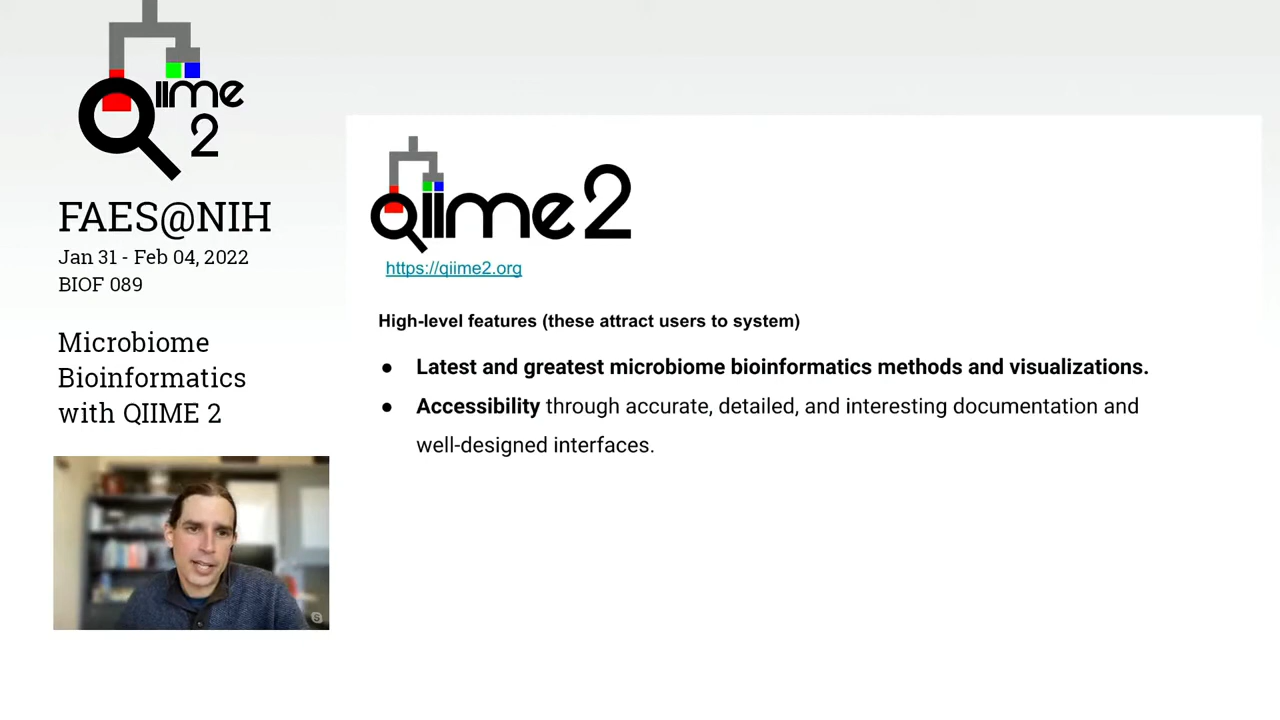 Qiime
2
FAES@NIH
Jan 31 - Feb 04, 2022
BIOF 089
Microbiome
Bioinformatics
with QIIME 2
Qiime2
https://qiime2.org
High-level features (these attract users to system)
● Latest and greatest microbiome bioinformatics methods and visualizations.
● Accessibility through accurate, detailed, and interesting documentation and
well-designed interfaces.